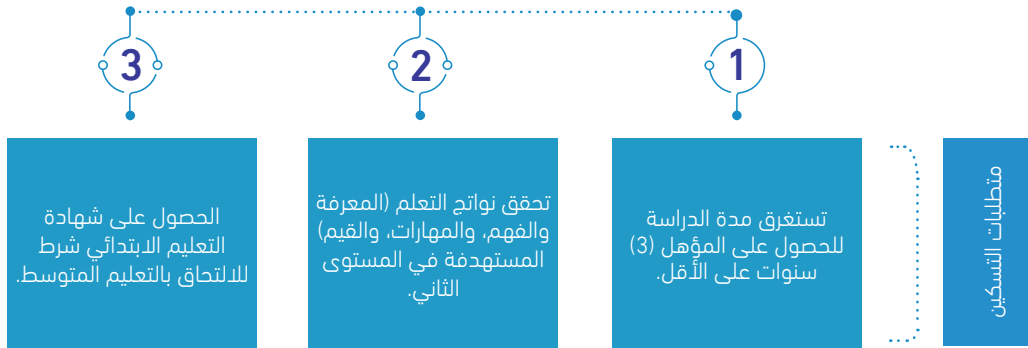 متطلبات التسكين
1
تستغرق مدة الدراسة
للحصول على المؤهل (3)
سنوات على الأقل.
2
تحقق نواتج التعلم (المعرفة
والفهم، والمهارات، والقيم)
المستهدفة في المستوى
الثاني.
3
الحصول على شهادة
التعليم الابتدائي شرط
للالتحاق بالتعليم المتوسط.